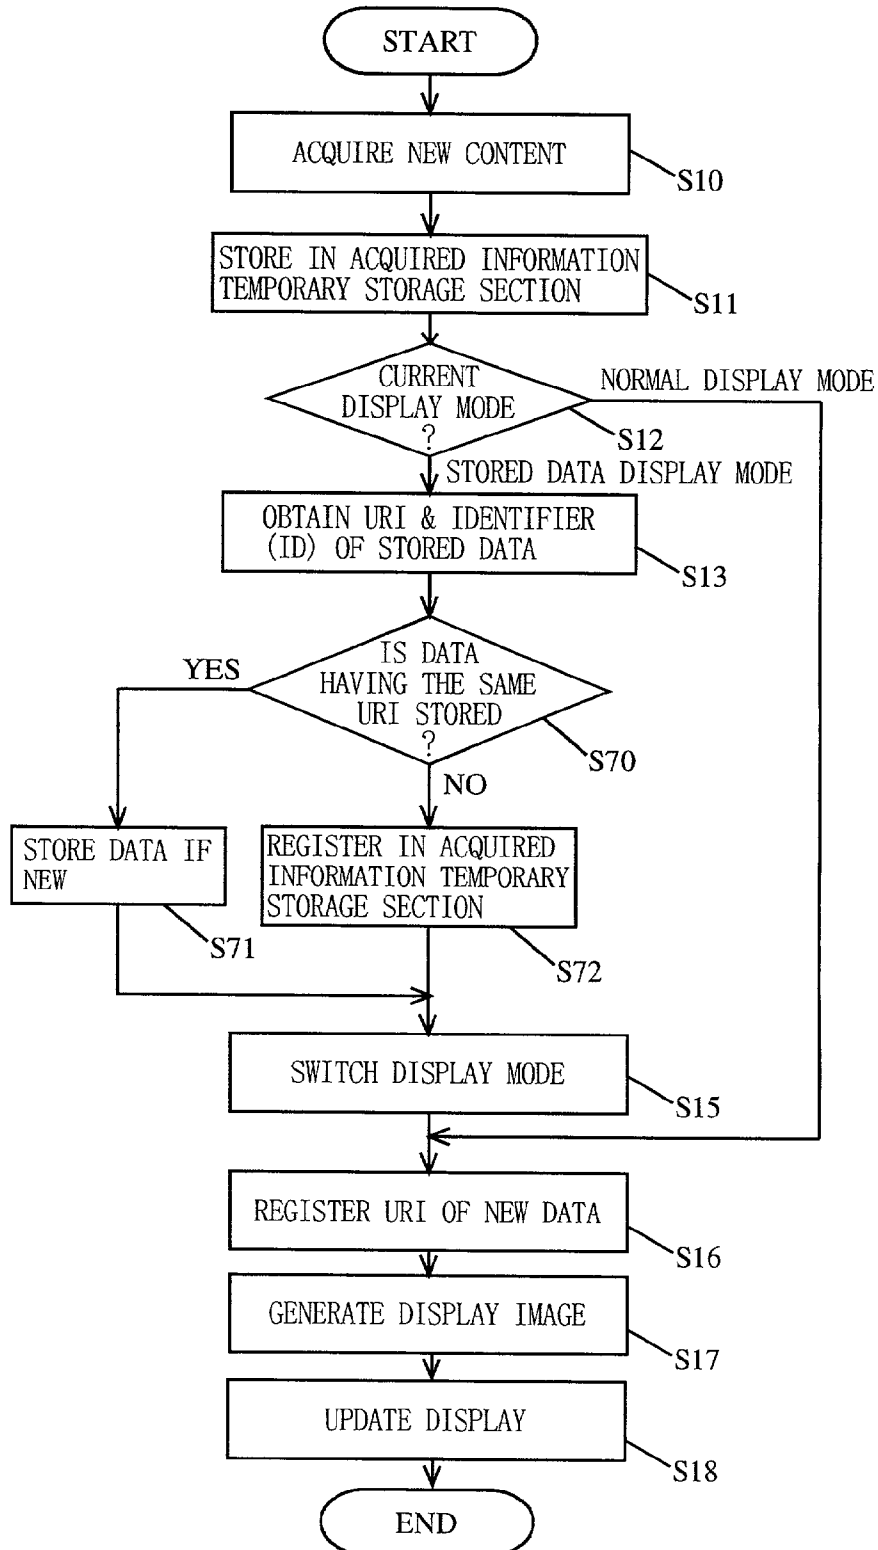 START
ACQUIRE NEW CONTENT
S10
STORE IN ACQUIRED INFORMATION
TEMPORARY STORAGE SECTION
S11
CURRENT
DISPLAY MODE
?
NORMAL DISPLAY MODE
S12
STORED DATA DISPLAY MODE
OBTAIN URI & IDENTIFIER
(ID) OF STORED DATA
S13
IS DATA
HAVING THE SAME
URI STORED
?
YES
S70
NO
STORE DATA IF
NEW
S71
REGISTER IN ACQUIRED
INFORMATION TEMPORARY
STORAGE SECTION
S72
SWITCH DISPLAY MODE
S15
REGISTER URI OF NEW DATA
S16
GENERATE DISPLAY IMAGE
S17
UPDATE DISPLAY
S18
END